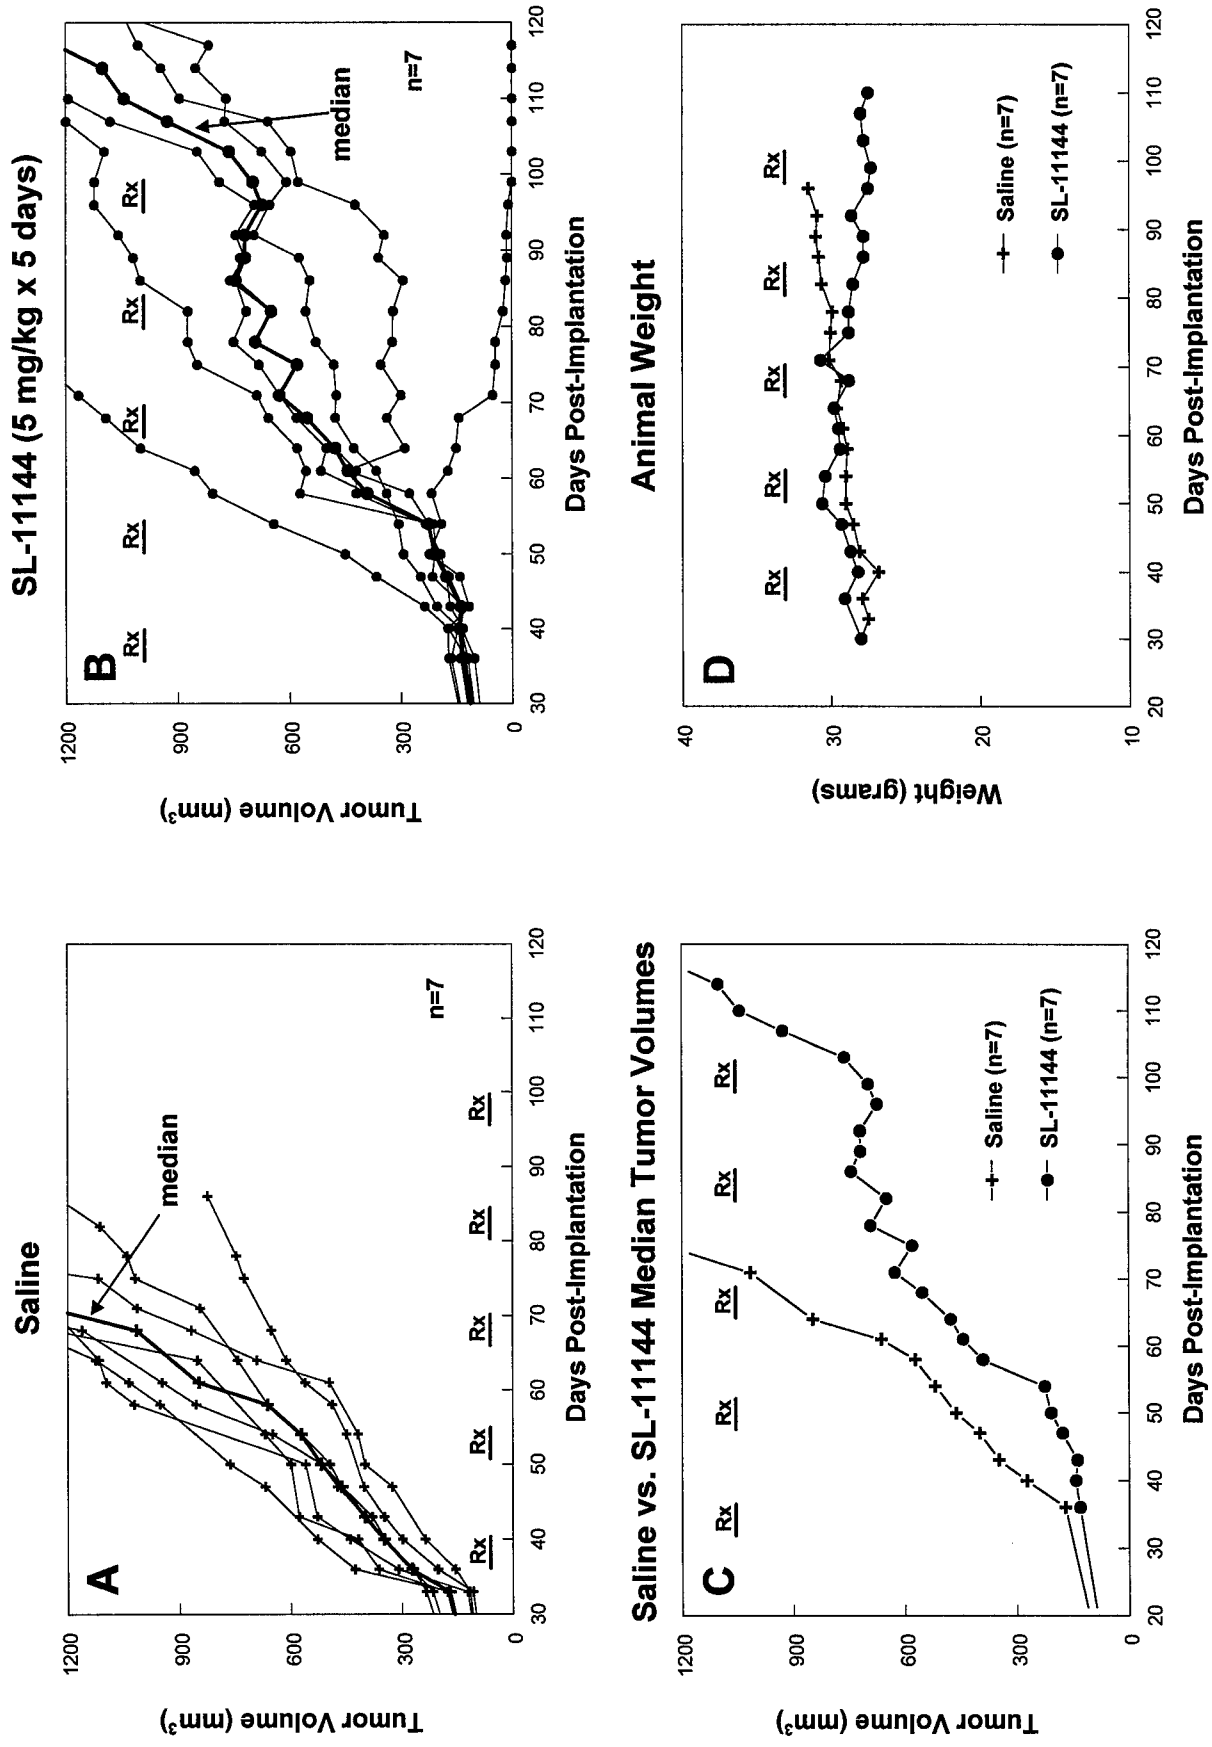 Saline
A
median
n=7
Rx Rx Rx Rx Rx
1200
900
600
300
0
30 40 50 60 70 80 90 100 110 120
Tumor Volume (mm³)
Days Post-Implantation
SL-11144 (5 mg/kg x 5 days)
B
Rx Rx Rx Rx Rx
median
n=7
1200
900
600
300
0
30 40 50 60 70 80 90 100 110 120
Tumor Volume (mm³)
Days Post-Implantation
Saline vs. SL-11144 Median Tumor Volumes
C
Rx Rx Rx Rx Rx
Saline (n=7)
SL-11144 (n=7)
1200
900
600
300
0
20 30 40 50 60 70 80 90 100 110 120
Tumor Volume (mm³)
Days Post-Implantation
Animal Weight
D
Rx Rx Rx Rx Rx
Saline (n=7)
SL-11144 (n=7)
40
30
20
10
20 30 40 50 60 70 80 90 100 110 120
Weight (grams)
Days Post-Implantation